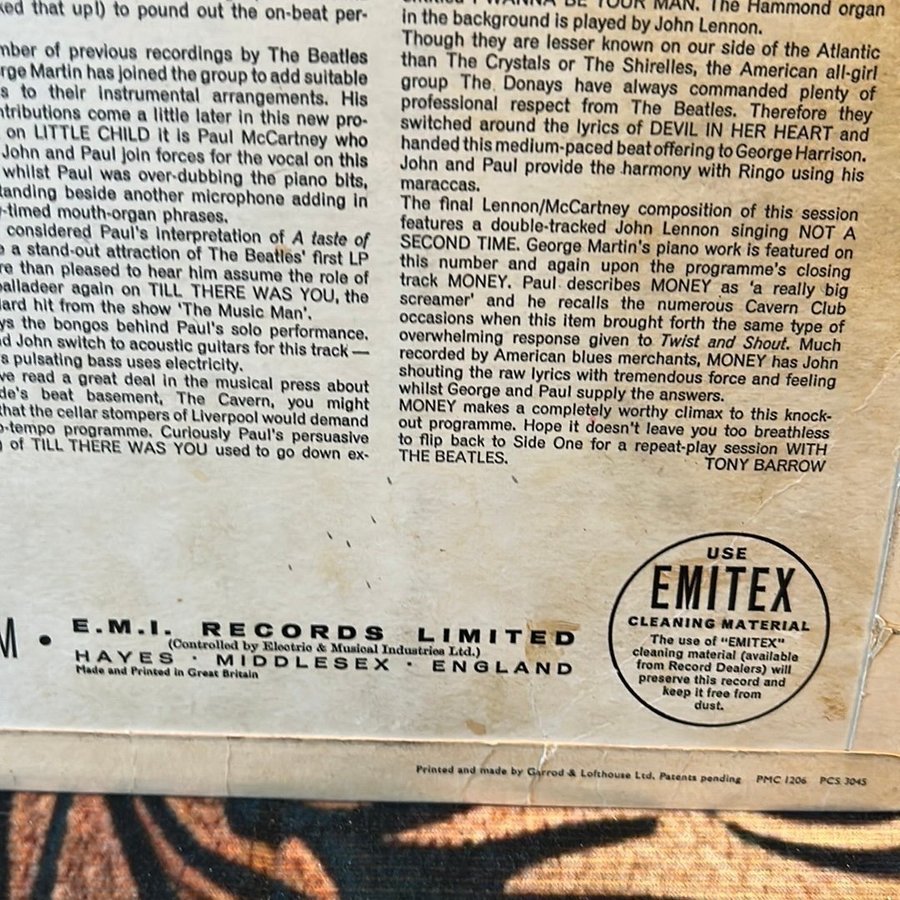 ked that up!) to pound out the on-beat per-
mber of previous recordings by The Beatles
rge Martin has joined the group to add suitable
s to their instrumental arrangements. His
ntributions come a little later in this new pro-
on LITTLE CHILD it is Paul McCartney who
John and Paul join forces for the vocal on this
whilst Paul was over-dubbing the piano bits,
tanding beside another microphone adding in
-timed mouth-organ phrases.
considered Paul's interpretation of A taste of
e a stand-out attraction of The Beatles' first LP
re than pleased to hear him assume the role of
balladeer again on TILL THERE WAS YOU, the
lard hit from the show 'The Music Man'.
ys the bongos behind Paul's solo performance.
d John switch to acoustic guitars for this track —
s pulsating bass uses electricity.
ve read a great deal in the musical press about
de's beat basement, The Cavern, you might
that the cellar stompers of Liverpool would demand
o-tempo programme. Curiously Paul's persuasive
) of TILL THERE WAS YOU used to go down ex-
I WANNA BE YOUR MAN. The Hammond organ
in the background is played by John Lennon.
Though they are lesser known on our side of the Atlantic
than The Crystals or The Shirelles, the American all-girl
group The Donays have always commanded plenty of
professional respect from The Beatles. Therefore they
switched around the lyrics of DEVIL IN HER HEART and
handed this medium-paced beat offering to George Harrison.
John and Paul provide the harmony with Ringo using his
maraccas.
The final Lennon/McCartney composition of this session
features a double-tracked John Lennon singing NOT A
SECOND TIME. George Martin's piano work is featured on
this number and again upon the programme's closing
track MONEY. Paul describes MONEY as 'a really big
screamer' and he recalls the numerous Cavern Club
occasions when this item brought forth the same type of
overwhelming response given to Twist and Shout. Much
recorded by American blues merchants, MONEY has John
shouting the raw lyrics with tremendous force and feeling
whilst George and Paul supply the answers.
MONEY makes a completely worthy climax to this knock-
out programme. Hope it doesn't leave you too breathless
to flip back to Side One for a repeat-play session WITH
THE BEATLES. TONY BARROW
M • E.M.I. RECORDS LIMITED
(Controlled by Electric & Musical Industries Ltd.)
HAYES · MIDDLESEX · ENGLAND
Made and Printed in Great Britain
USE
EMITEX
CLEANING MATERIAL
The use of "EMITEX"
cleaning material (available
from Record Dealers) will
preserve this record and
keep it free from
dust.
Printed and made by Garrod & Lofthouse Ltd. Patents pending PMC 1206 PCS 3045